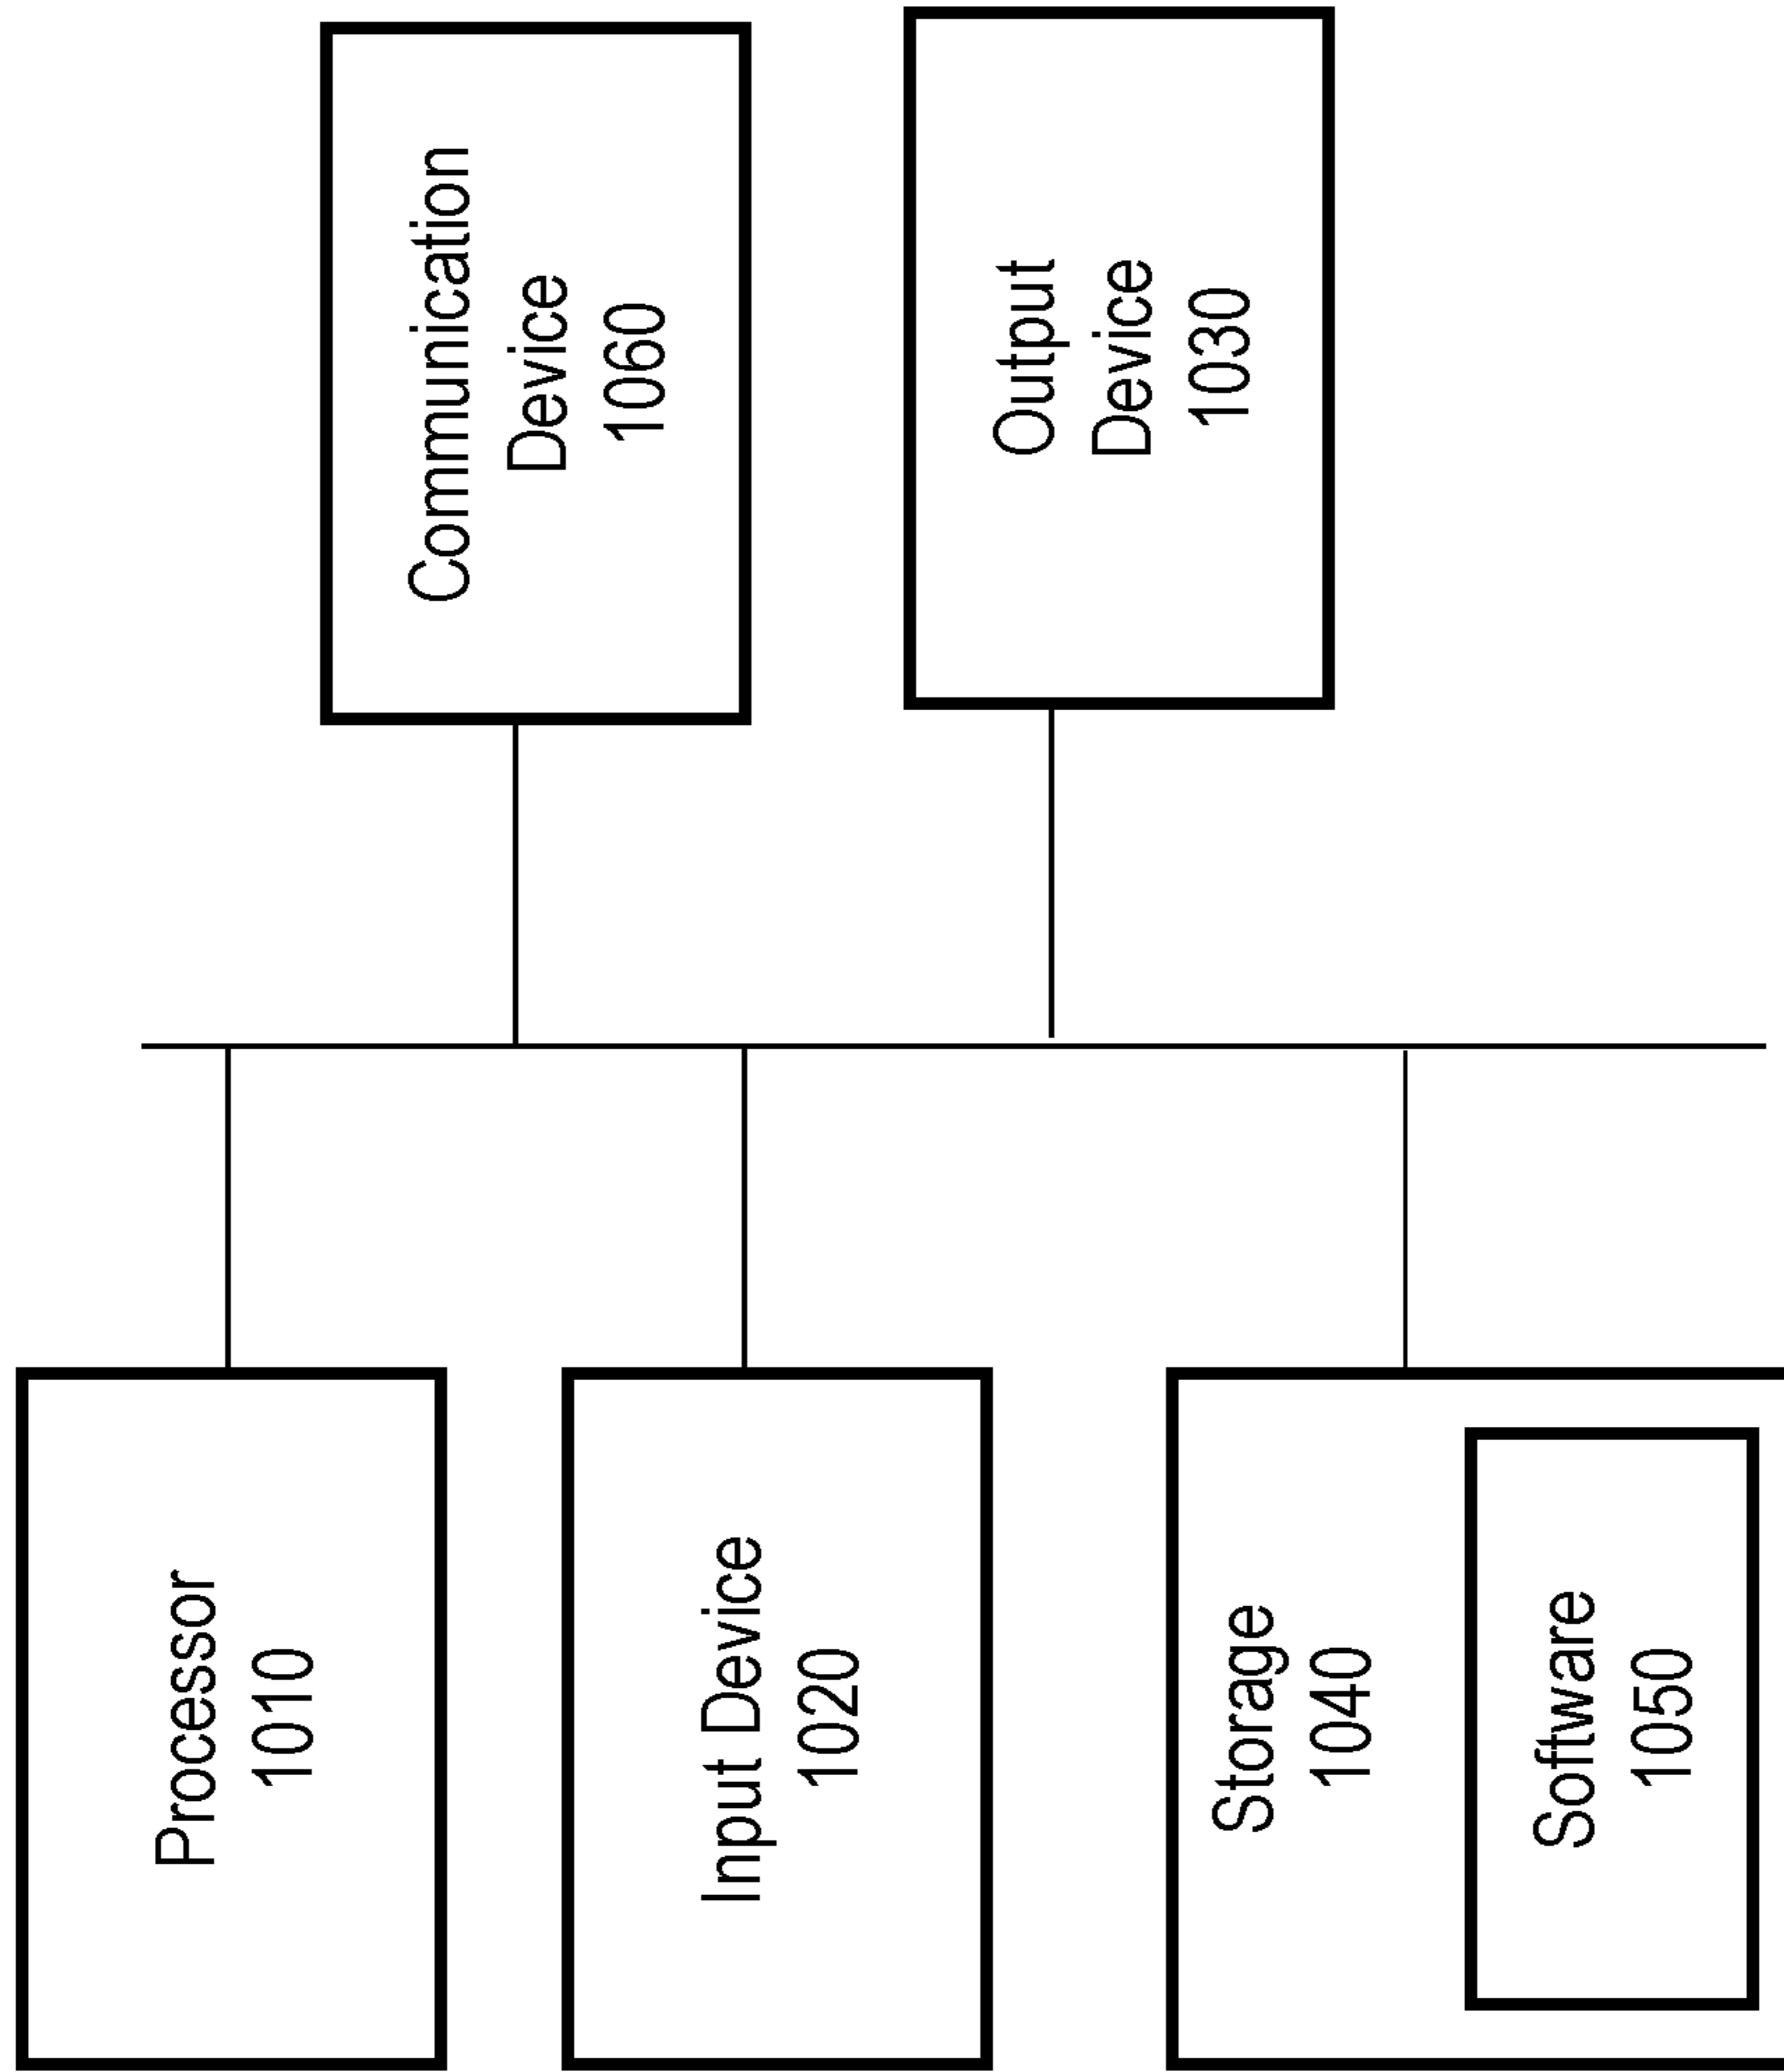 Processor
1010
Communication
Device
1060
Input Device
1020
Output
Device
1030
Storage
1040
Software
1050